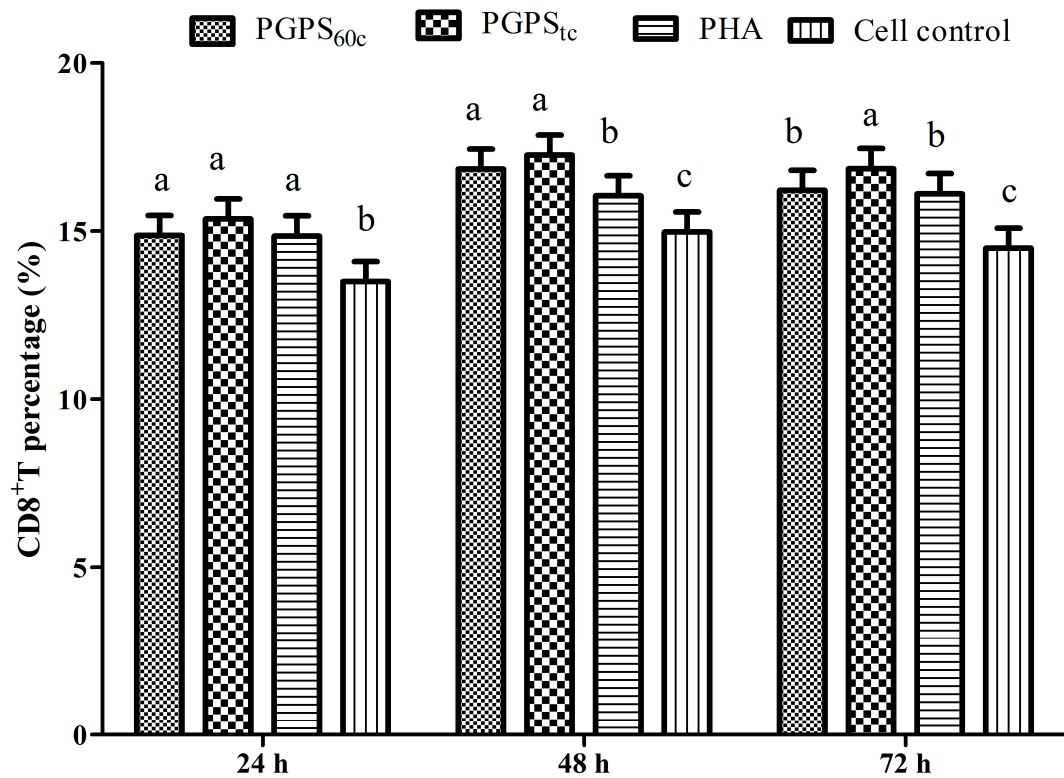 PGPS60c PGPStc PHA Cell control
CD8+T percentage (%)
20
15
10
5
0
a a a b
a a b c
b a b c
24 h 48 h 72 h